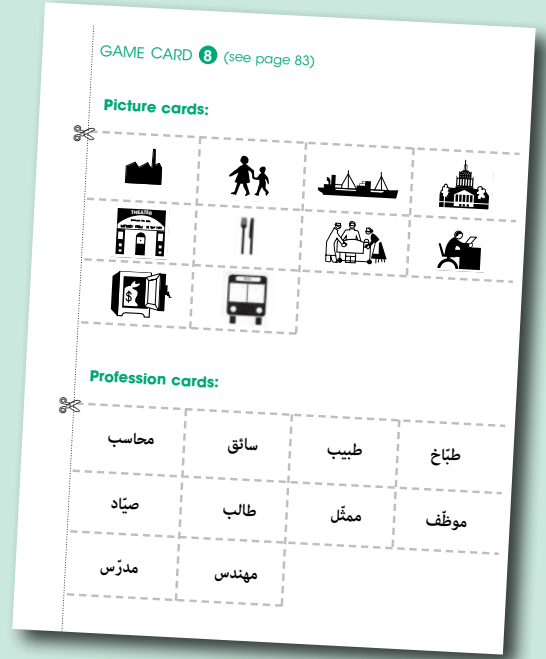 GAME CARD 8 (see page 83)
Picture cards:
THEATER
$
Profession cards:
طبّاخ طبيب سائق محاسب
موظّف ممثّل طالب صيّاد
مهندس مدرّس